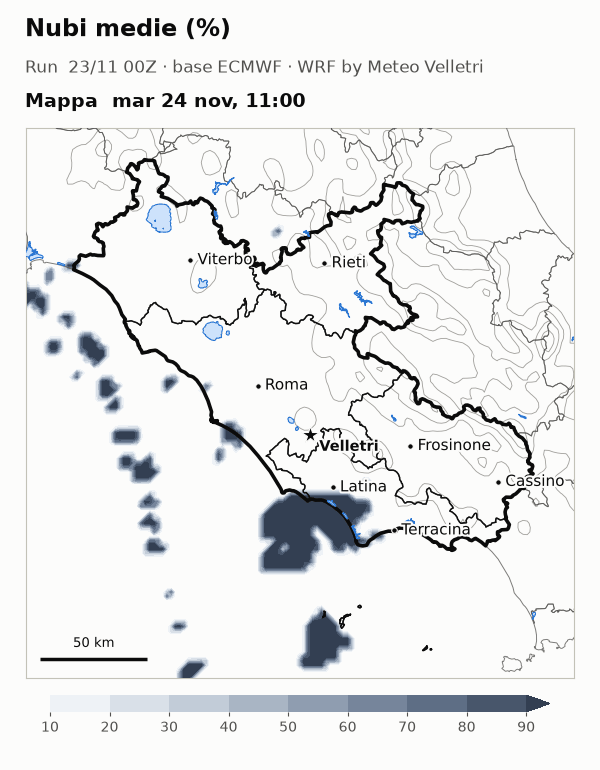 Nubi medie (%)
Run  23/11 00Z · base ECMWF · WRF by Meteo Velletri
Mappa  mar 24 nov, 11:00
Viterbo
Rieti
Roma
Velletri
Frosinone
Latina
Cassino
Terracina
50 km
10 20 30 40 50 60 70 80 90